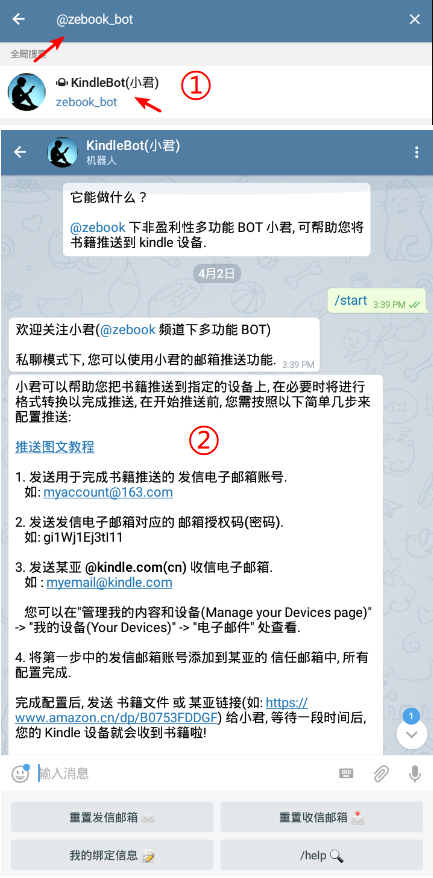 @zebook_bot
全局搜索
KindleBot(小君)
zebook_bot
①
KindleBot(小君)
机器人
它能做什么？
@zebook 下非盈利性多功能 BOT 小君, 可帮助您将
书籍推送到 kindle 设备.
4月2日
/start 3:39 PM
欢迎关注小君(@zebook 频道下多功能 BOT)
私聊模式下, 您可以使用小君的邮箱推送功能. 3:39 PM
小君可以帮助您把书籍推送到指定的设备上, 在必要时将进行
格式转换以完成推送, 在开始推送前, 您需按照以下简单几步来
配置推送:
推送图文教程
②
1. 发送用于完成书籍推送的 发信电子邮箱账号.
如: myaccount@163.com
2. 发送发信电子邮箱对应的 邮箱授权码(密码).
如: gi1Wj1Ej3tI11
3. 发送某亚 @kindle.com(cn) 收信电子邮箱.
如 : myemail@kindle.com
您可以在"管理我的内容和设备(Manage your Devices page)"
-> "我的设备(Your Devices)" -> "电子邮件" 处查看.
4. 将第一步中的发信邮箱账号添加到某亚的 信任邮箱中, 所有
配置完成.
完成配置后, 发送 书籍文件 或 某亚链接(如: https://
www.amazon.cn/dp/B0753FDDGF) 给小君, 等待一段时间后,
您的 Kindle 设备就会收到书籍啦!
1
输入消息
重置发信邮箱
重置收信邮箱
我的绑定信息
/help